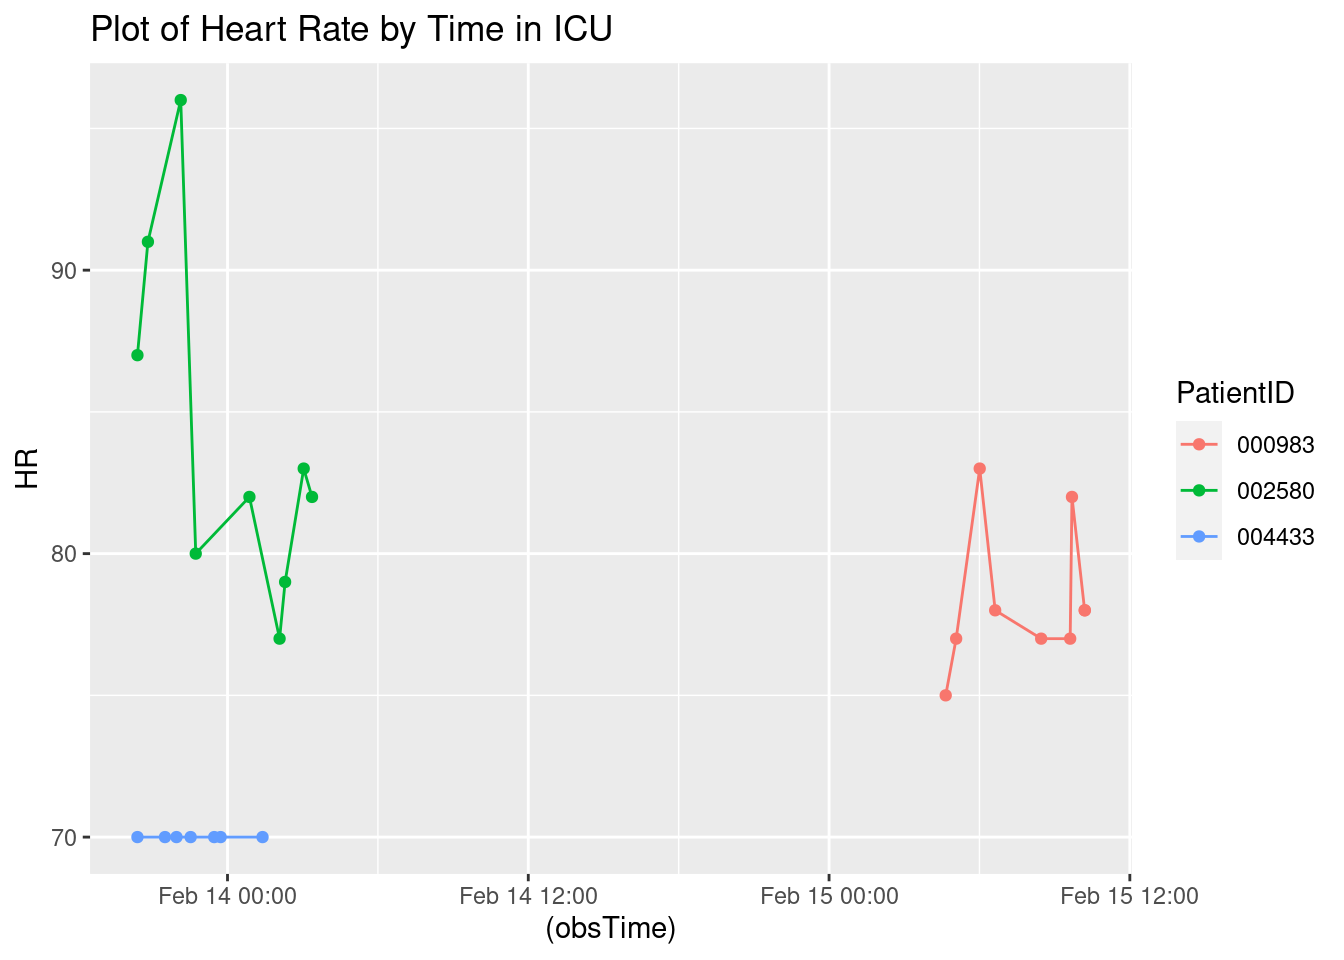 Plot of Heart Rate by Time in ICU
HR
90
80
70
Feb 14 00:00
Feb 14 12:00
Feb 15 00:00
Feb 15 12:00
(obsTime)
PatientID
000983
002580
004433